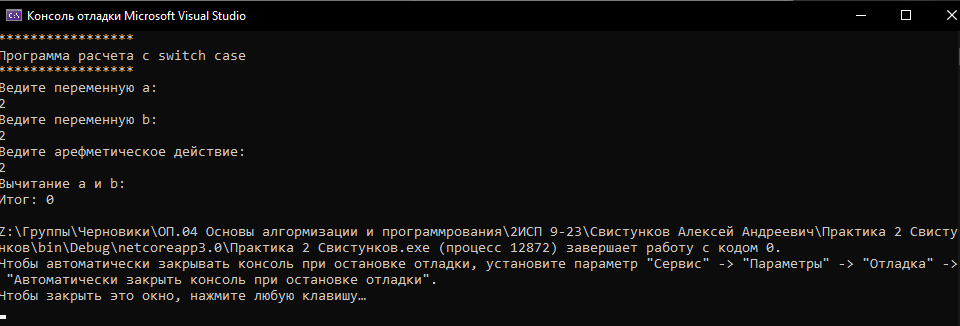 Консоль отладки Microsoft Visual Studio
*****************
Программа расчета с switch case
*****************
Ведите переменную a:
2
Ведите переменную b:
2
Ведите арефметическое действие:
2
Вычитание a и b:
Итог: 0
Z:\Группы\Черновики\ОП.04 Основы алгормизации и программрования\2ИСП 9-23\Свистунков Алексей Андреевич\Практика 2 Свисту
нков\bin\Debug\netcoreapp3.0\Практика 2 Свистунков.exe (процесс 12872) завершает работу с кодом 0.
Чтобы автоматически закрывать консоль при остановке отладки, установите параметр "Сервис" -> "Параметры" -> "Отладка" ->
"Автоматически закрыть консоль при остановке отладки".
Чтобы закрыть это окно, нажмите любую клавишу…